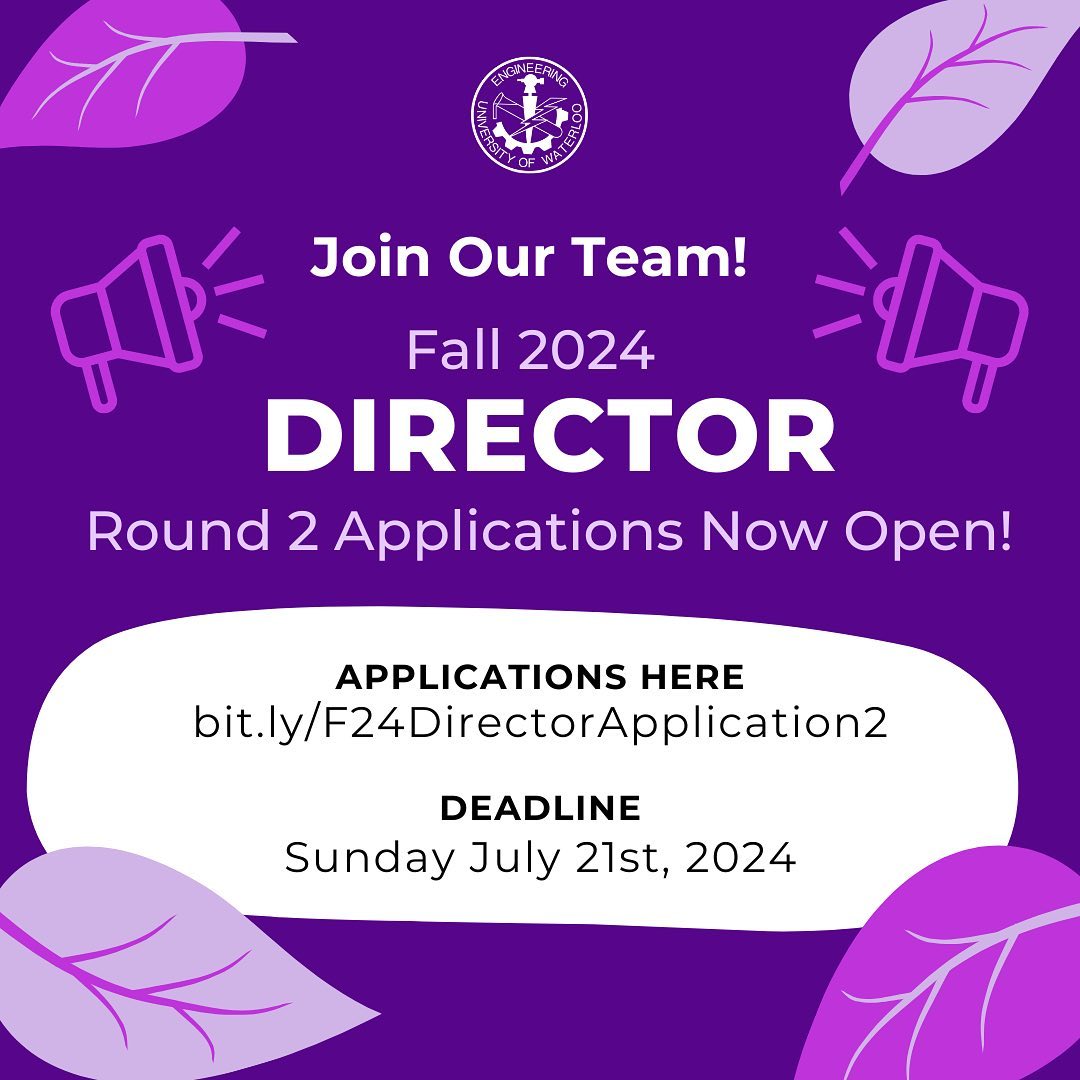 ENGINEERING
UNIVERSITY OF WATERLOO
Join Our Team!
Fall 2024
DIRECTOR
Round 2 Applications Now Open!
APPLICATIONS HERE
bit.ly/F24DirectorApplication2
DEADLINE
Sunday July 21st, 2024